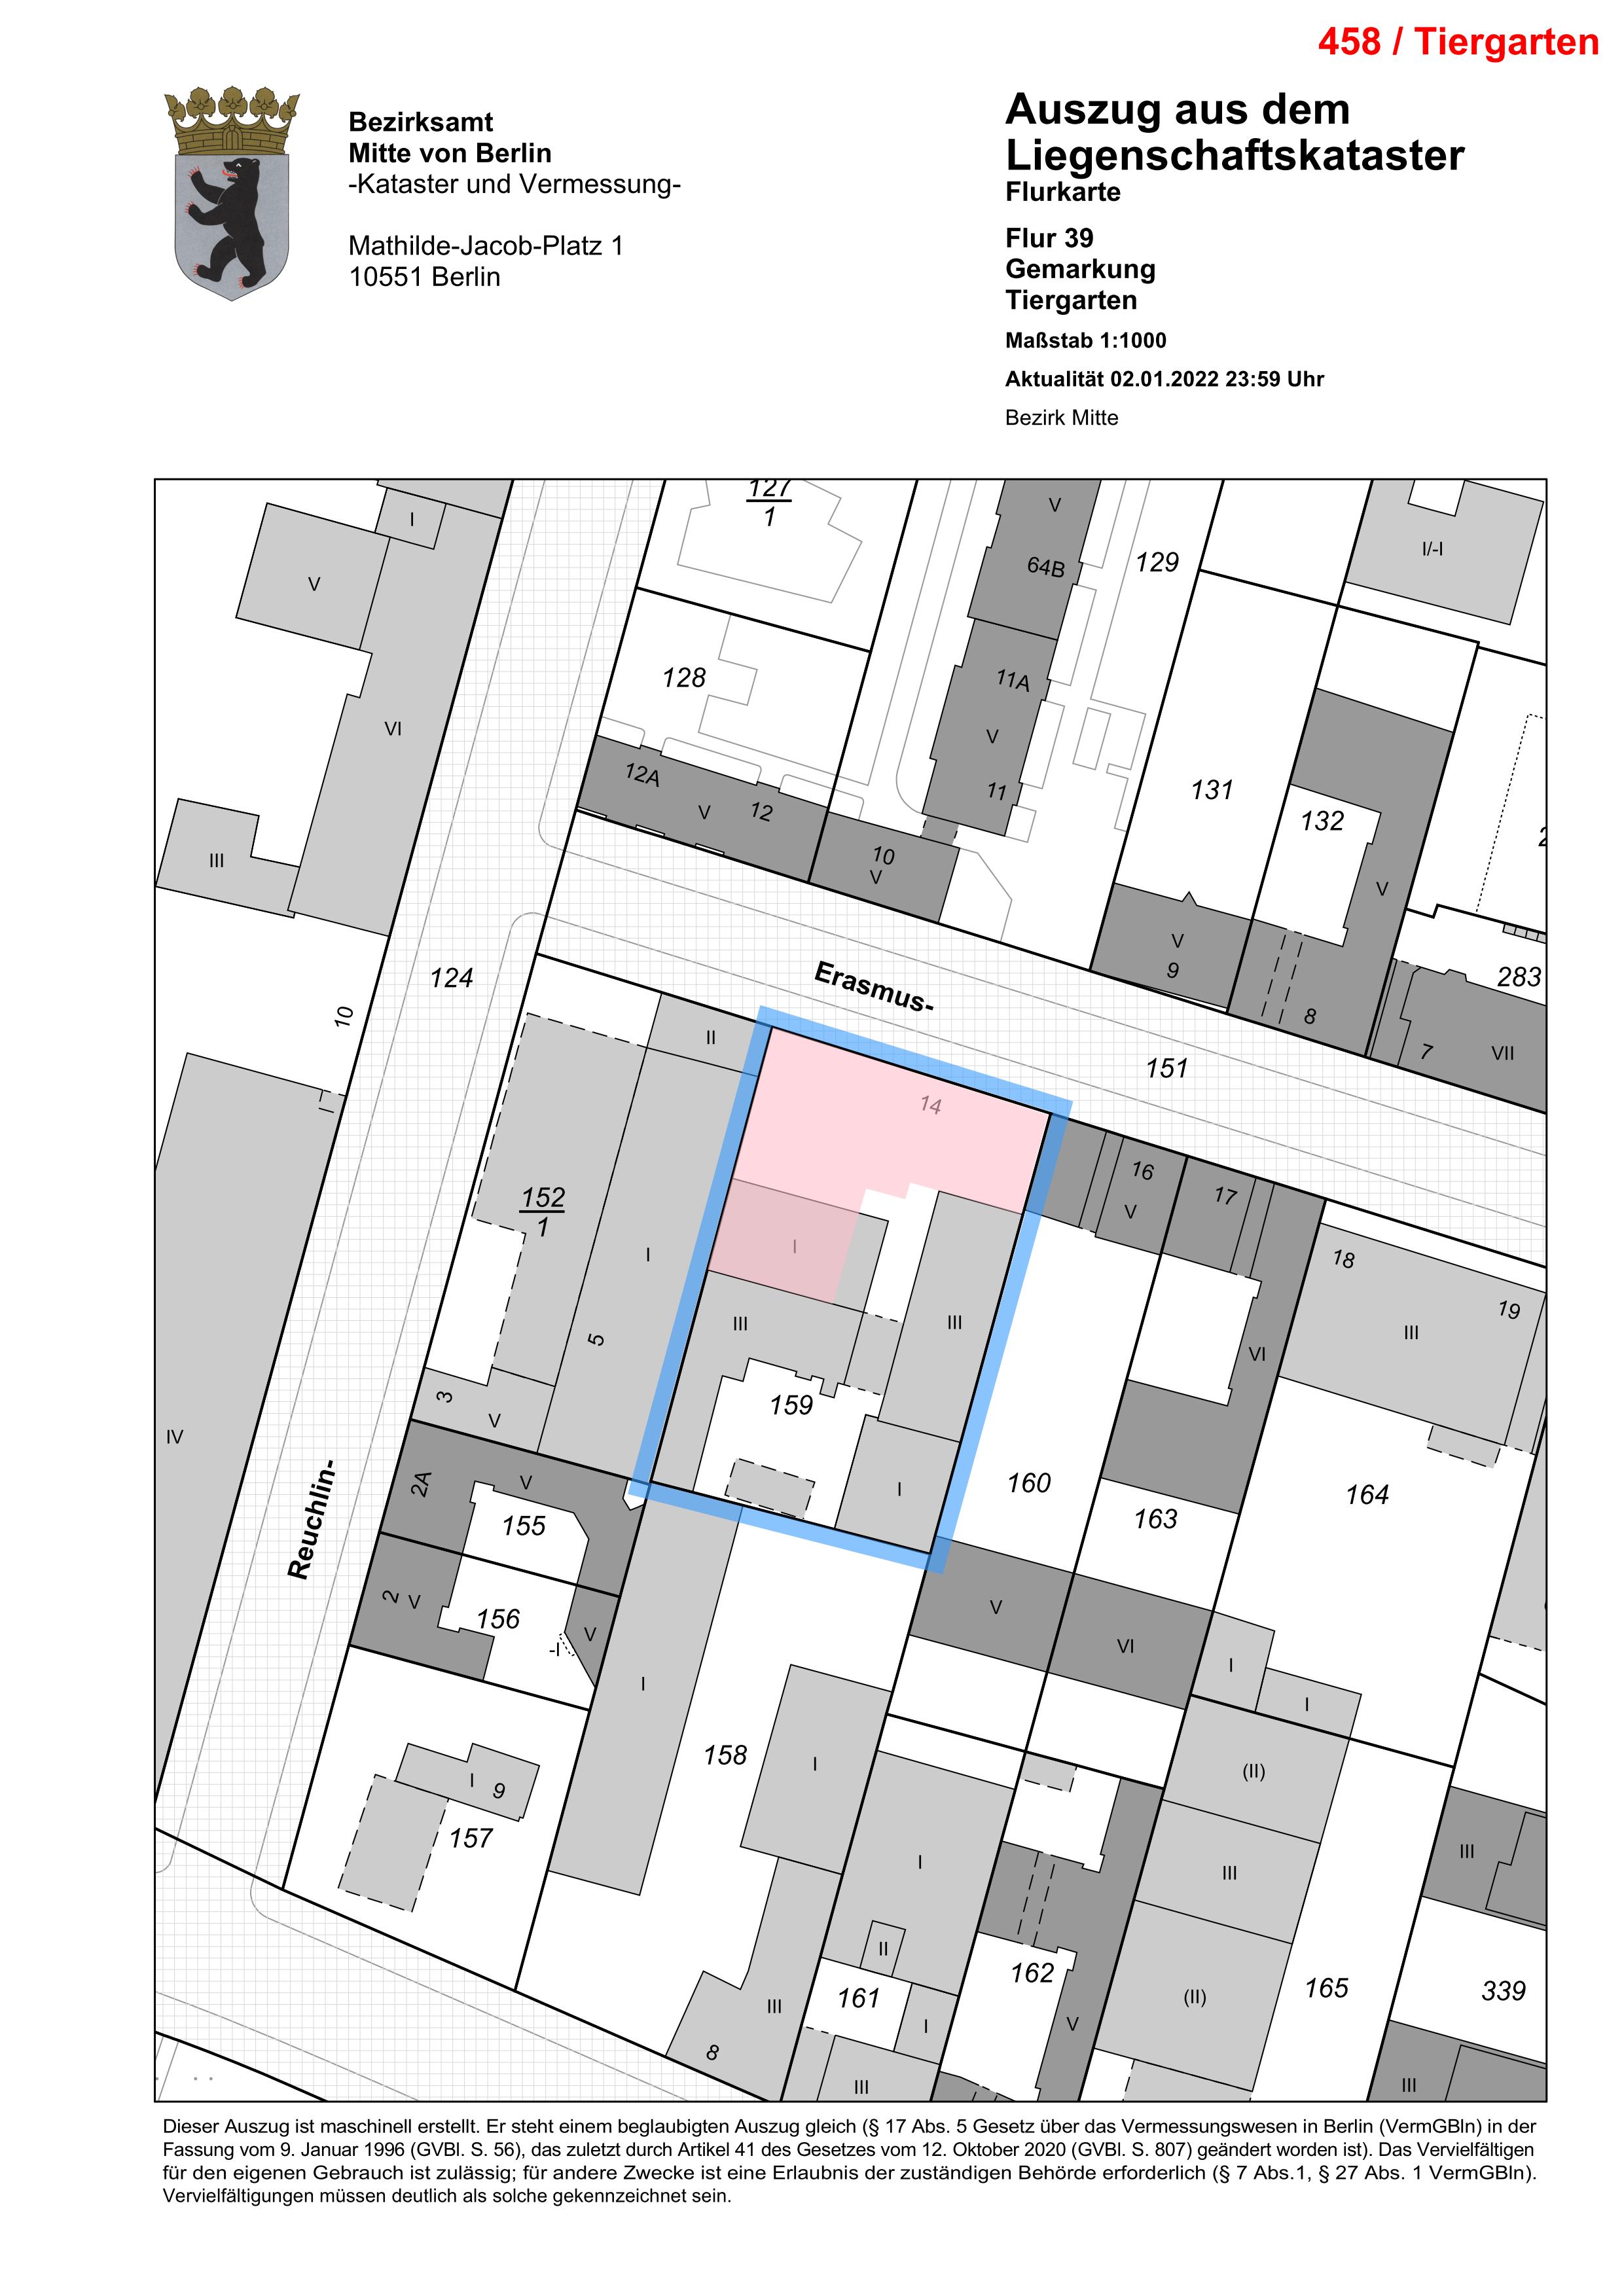 458 / Tiergarten
Bezirksamt
Mitte von Berlin
-Kataster und Vermessung-
Mathilde-Jacob-Platz 1
10551 Berlin
Auszug aus dem
Liegenschaftskataster
Flurkarte
Flur 39
Gemarkung
Tiergarten
Maßstab 1:1000
Aktualität 02.01.2022 23:59 Uhr
Bezirk Mitte
127
1
V
I
I/-I
64B
129
V
128
11A
VI
V
12A
V
12
11
131
132
III
10
V
V
V
9
283
124
Erasmus-
10
8
7
VII
II
151
14
16
V
17
152
1
I
I
18
19
III
III
III
5
VI
3
V
159
IV
160
164
2A
V
I
163
155
Reuchlin-
2
V
156
-I
V
V
VI
I
I
I
158
I
(II)
I
9
157
I
III
III
II
162
161
(II)
165
339
III
I
V
8
III
III
Dieser Auszug ist maschinell erstellt. Er steht einem beglaubigten Auszug gleich (§ 17 Abs. 5 Gesetz über das Vermessungswesen in Berlin (VermGBln) in der
Fassung vom 9. Januar 1996 (GVBl. S. 56), das zuletzt durch Artikel 41 des Gesetzes vom 12. Oktober 2020 (GVBl. S. 807) geändert worden ist). Das Vervielfältigen
für den eigenen Gebrauch ist zulässig; für andere Zwecke ist eine Erlaubnis der zuständigen Behörde erforderlich (§ 7 Abs.1, § 27 Abs. 1 VermGBln).
Vervielfältigungen müssen deutlich als solche gekennzeichnet sein.